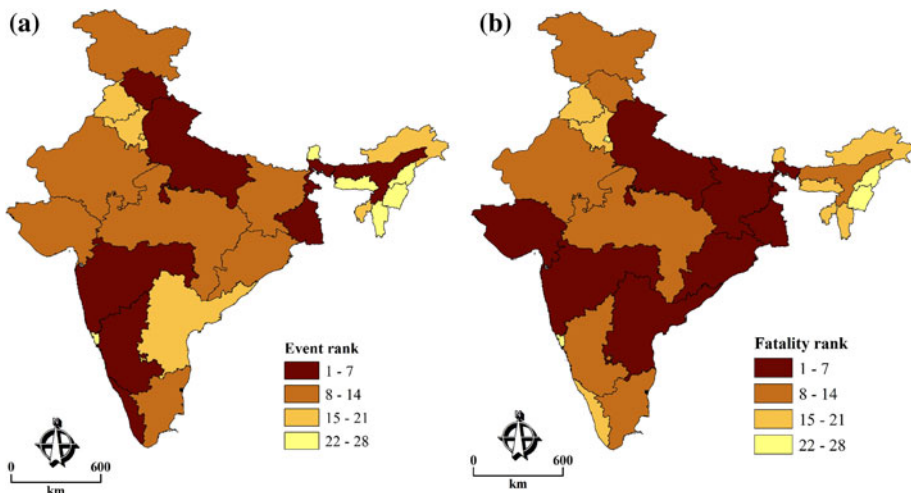 (a)
Event rank
1 - 7
8 - 14
15 - 21
22 - 28
0 600
km
(b)
Fatality rank
1 - 7
8 - 14
15 - 21
22 - 28
0 600
km